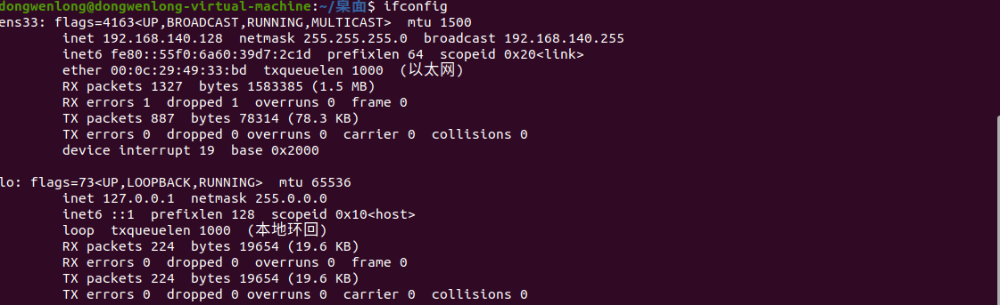 dongwenlong@dongwenlong-virtual-machine:~/桌面$ ifconfig
ens33: flags=4163<UP,BROADCAST,RUNNING,MULTICAST>  mtu 1500
        inet 192.168.140.128  netmask 255.255.255.0  broadcast 192.168.140.255
        inet6 fe80::55f0:6a60:39d7:2c1d  prefixlen 64  scopeid 0x20<link>
        ether 00:0c:29:49:33:bd  txqueuelen 1000  (以太网)
        RX packets 1327  bytes 1583385 (1.5 MB)
        RX errors 1  dropped 1  overruns 0  frame 0
        TX packets 887  bytes 78314 (78.3 KB)
        TX errors 0  dropped 0 overruns 0  carrier 0  collisions 0
        device interrupt 19  base 0x2000

lo: flags=73<UP,LOOPBACK,RUNNING>  mtu 65536
        inet 127.0.0.1  netmask 255.0.0.0
        inet6 ::1  prefixlen 128  scopeid 0x10<host>
        loop  txqueuelen 1000  (本地环回)
        RX packets 224  bytes 19654 (19.6 KB)
        RX errors 0  dropped 0  overruns 0  frame 0
        TX packets 224  bytes 19654 (19.6 KB)
        TX errors 0  dropped 0 overruns 0  carrier 0  collisions 0